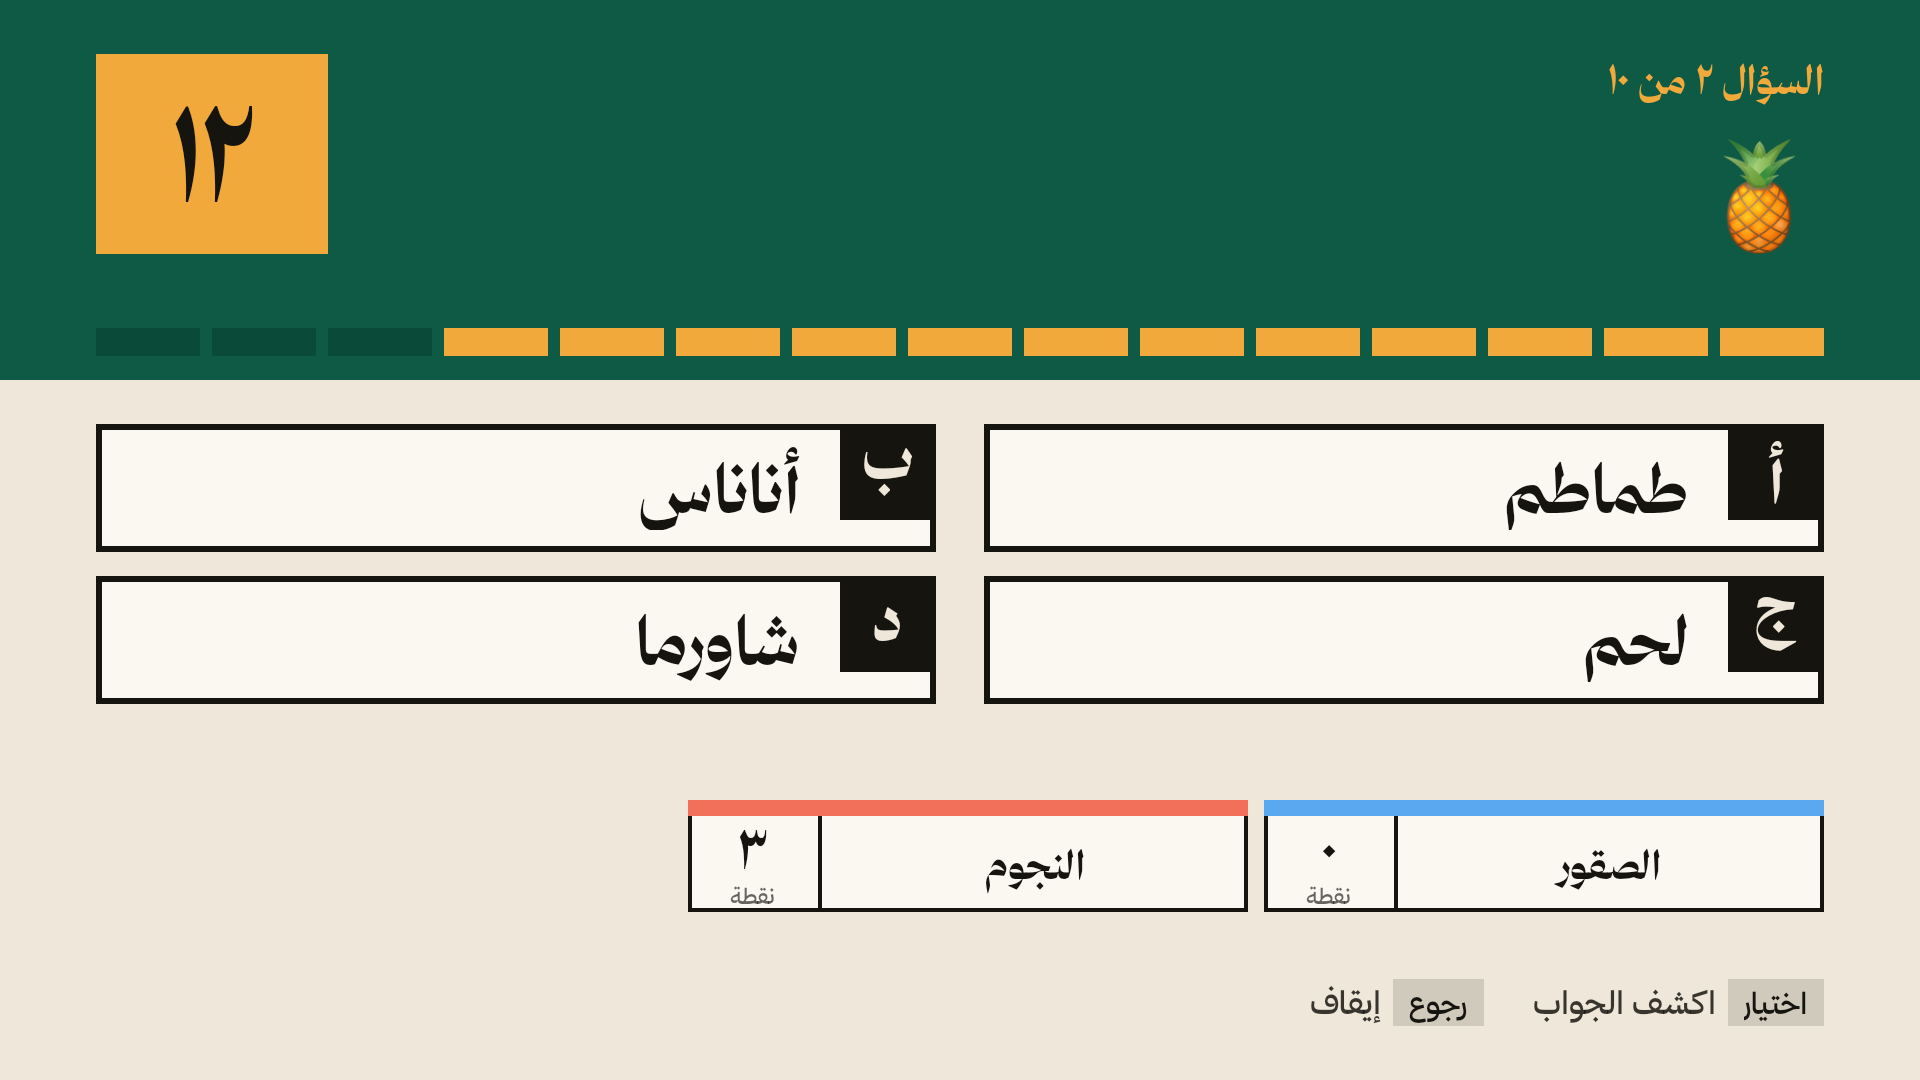 السؤال ٢ من ١٠
١٢
أ طماطم
ب أناناس
ج لحم
د شاورما
الصقور ٠ نقطة
النجوم ٣ نقطة
اختيار اكشف الجواب رجوع إيقاف